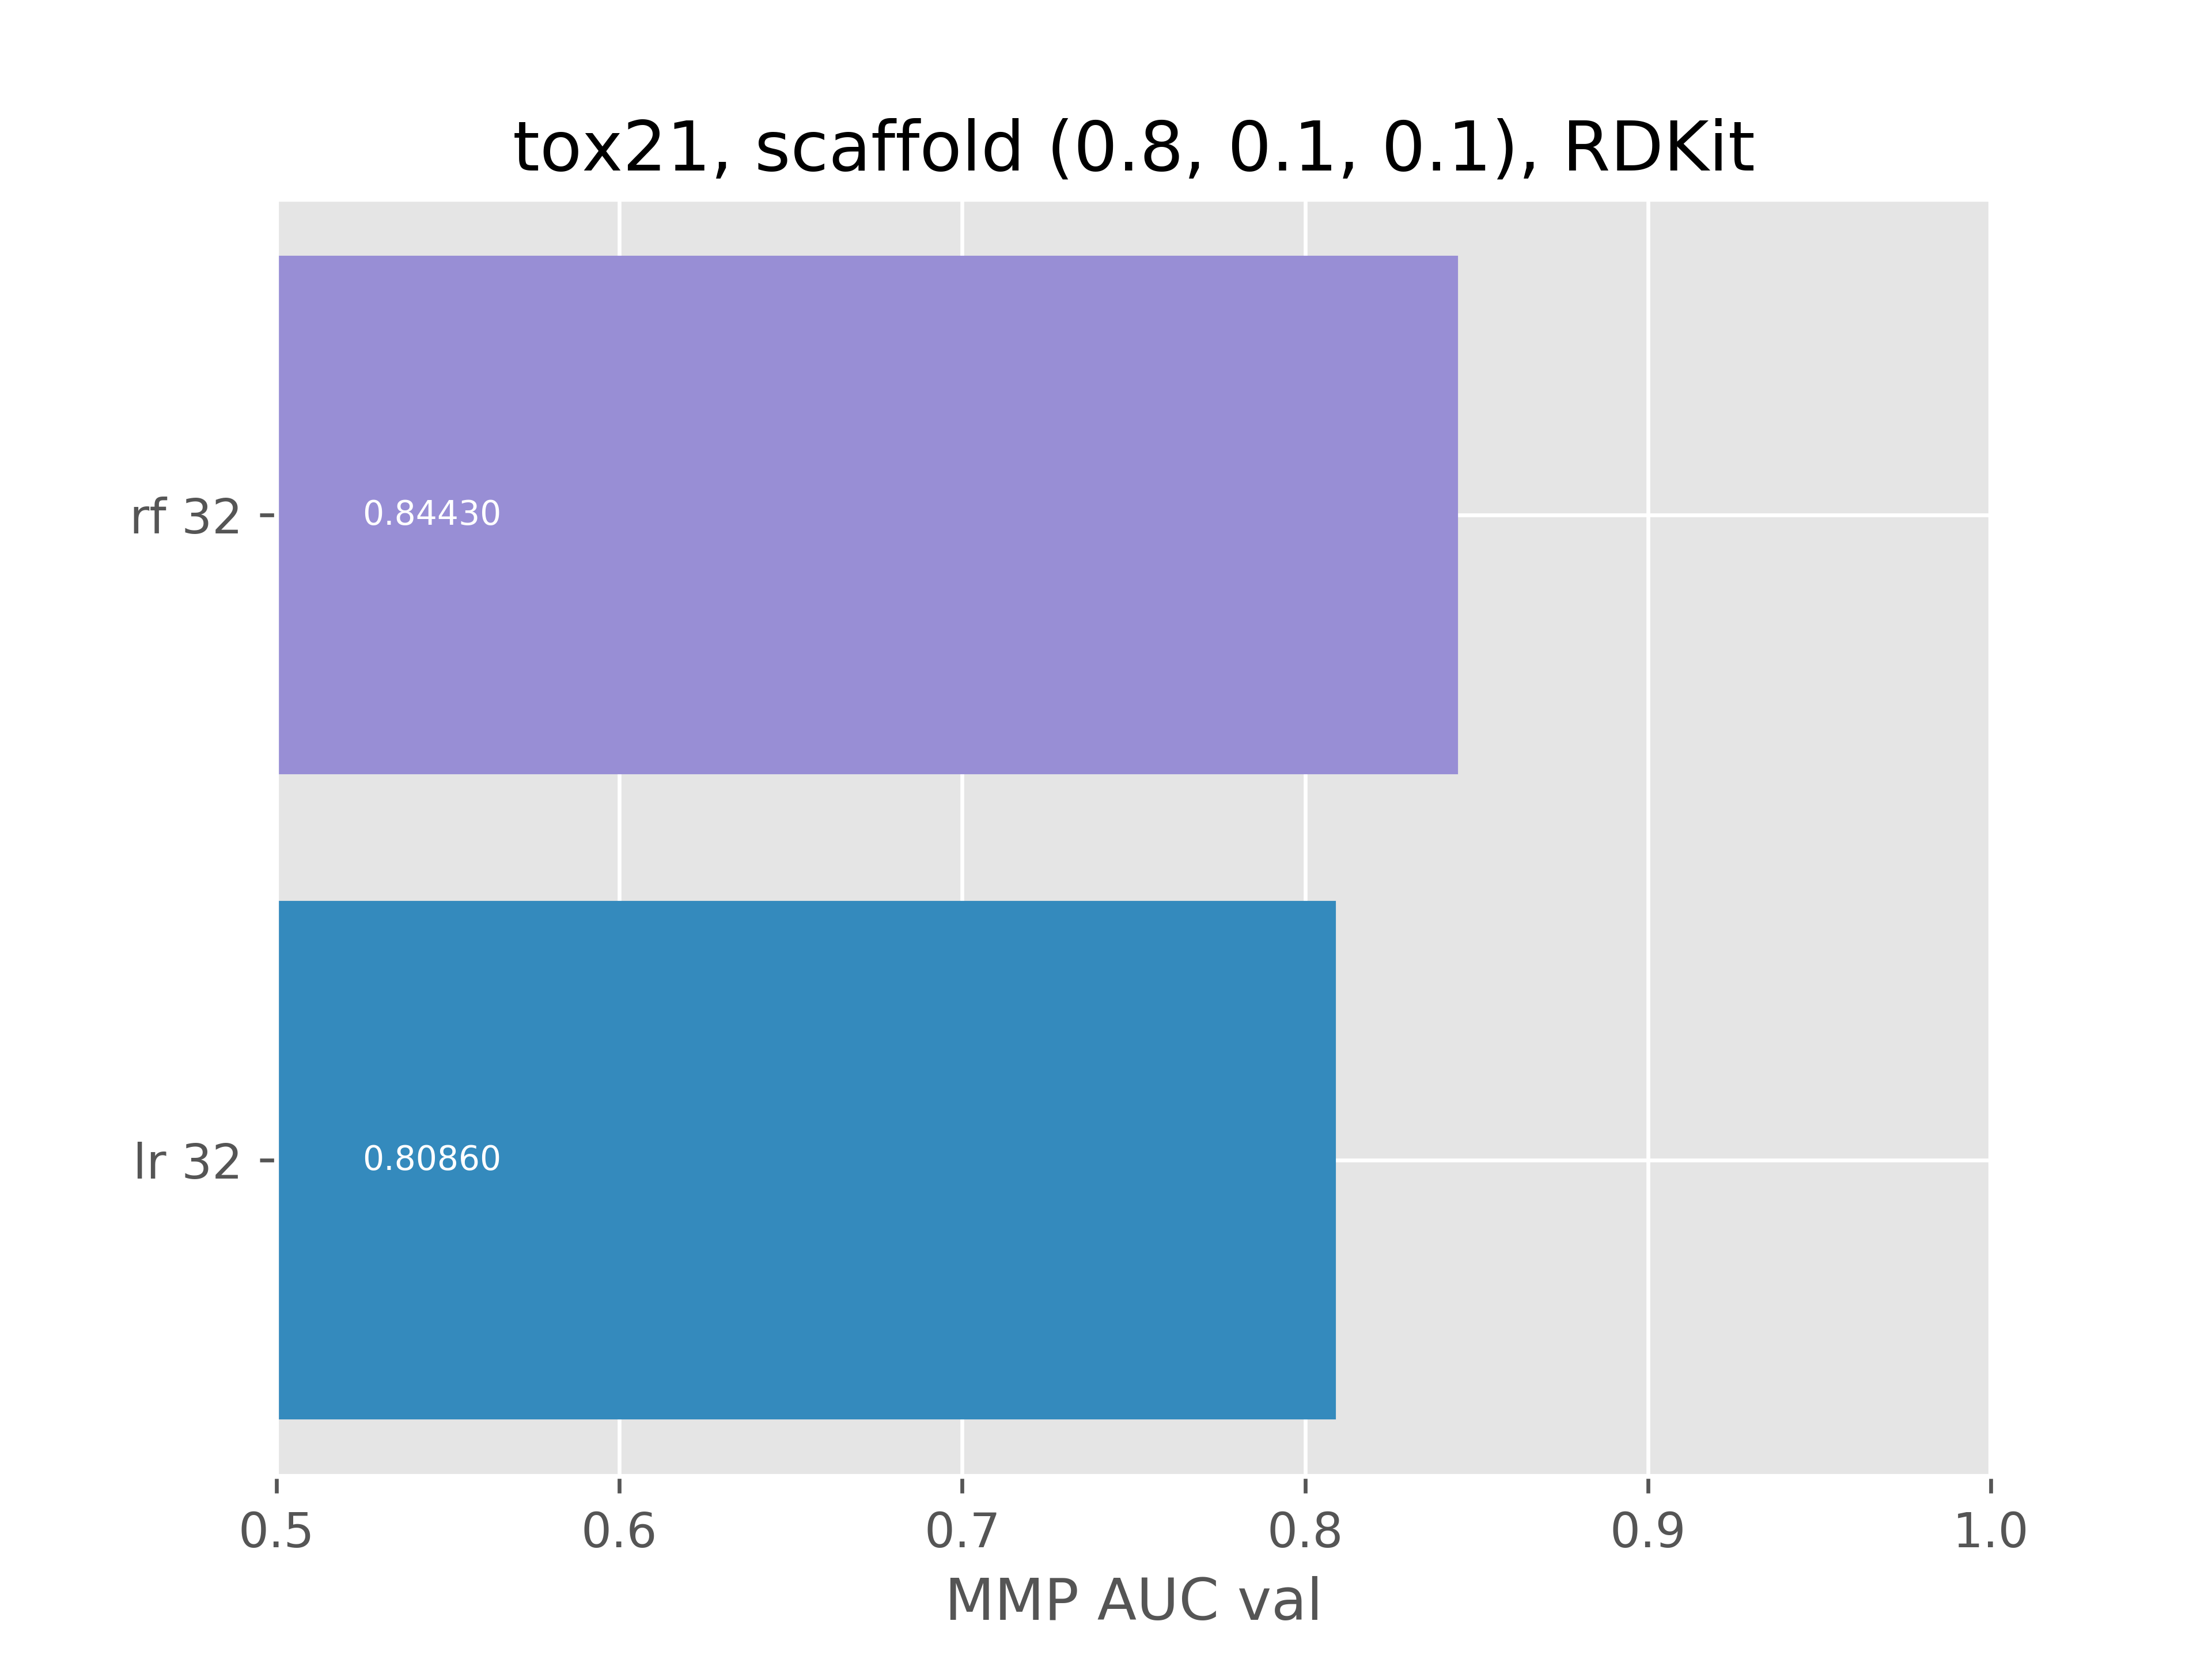 tox21, scaffold (0.8, 0.1, 0.1), RDKit
rf 32
0.84430
lr 32
0.80860
0.5 0.6 0.7 0.8 0.9 1.0
MMP AUC val